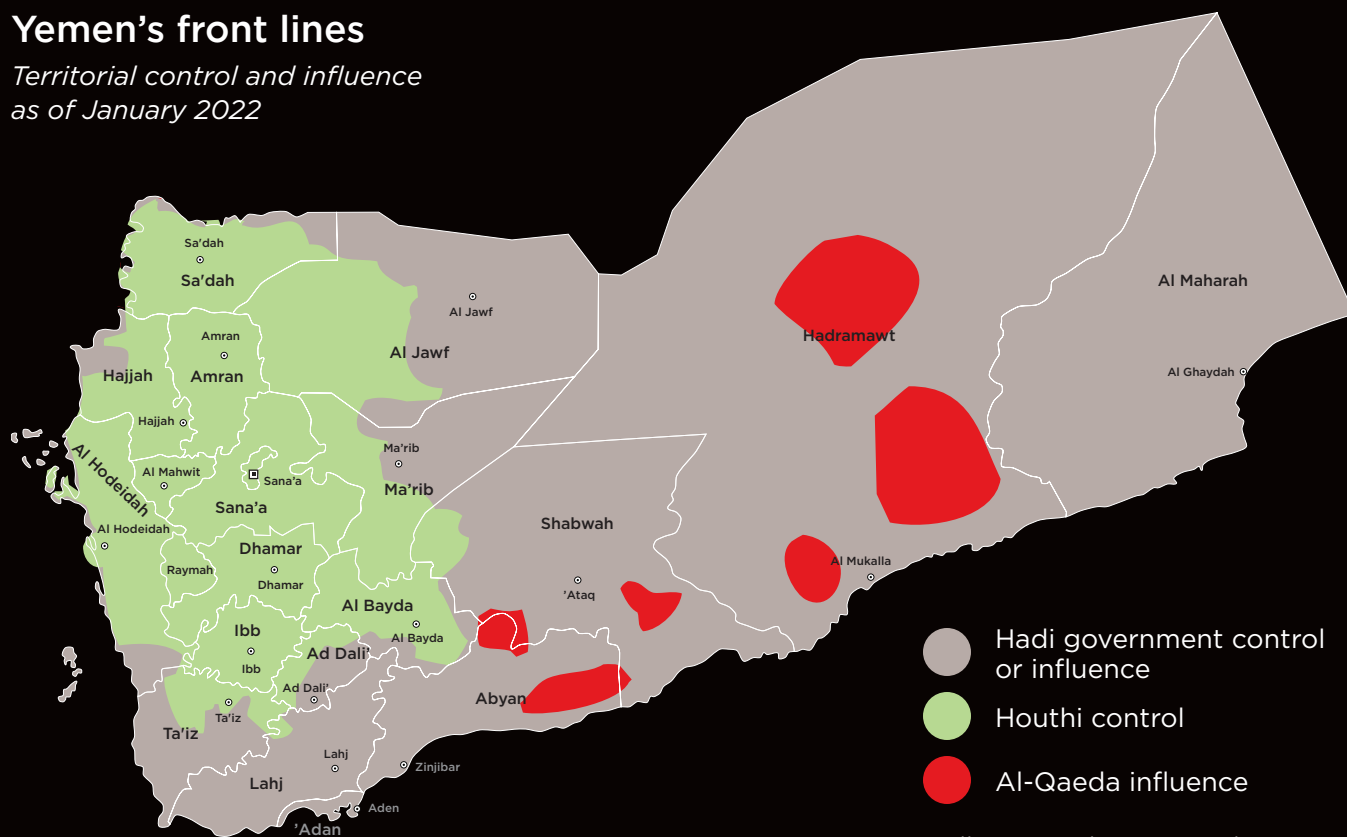 Yemen's front lines
Territorial control and influence
as of January 2022
Sa'dah
Sa'dah
Al Jawf
Al Jawf
Amran
Amran
Hajjah
Hajjah
Al Hodeidah
Al Hodeidah
Al Mahwit
Sana'a
Sana'a
Ma'rib
Ma'rib
Raymah
Dhamar
Dhamar
Al Bayda
Al Bayda
Ibb
Ibb
Ad Dali'
Ad Dali'
Ta'iz
Ta'iz
Lahj
Lahj
Zinjibar
Aden
'Adan
Abyan
Shabwah
'Ataq
Hadramawt
Al Mukalla
Al Maharah
Al Ghaydah
Hadi government control
or influence
Houthi control
Al-Qaeda influence